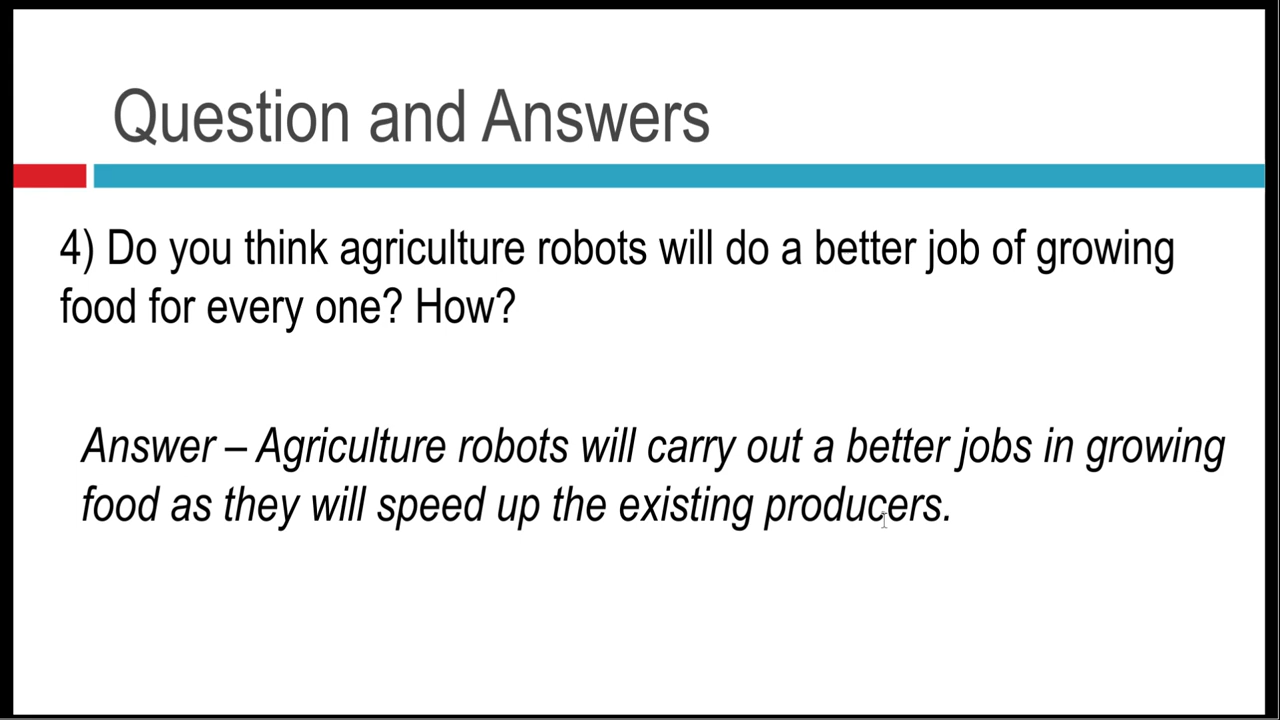 Question and Answers
4) Do you think agriculture robots will do a better job of growing
food for every one? How?
Answer – Agriculture robots will carry out a better jobs in growing
food as they will speed up the existing producers.